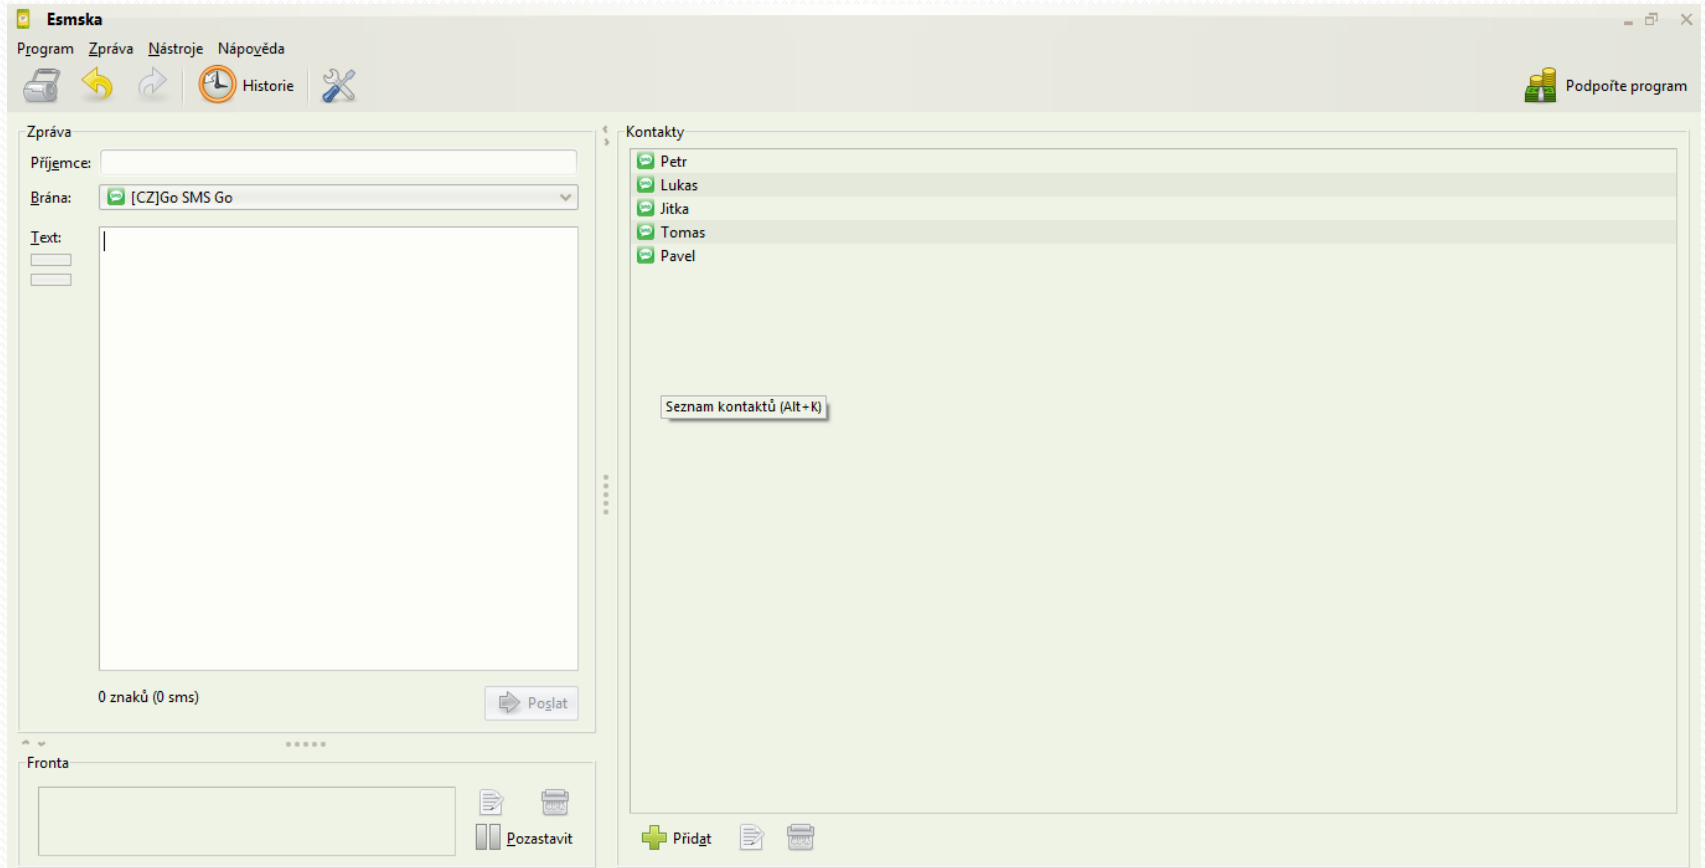 Esmska
Program Zpráva Nástroje Nápověda
Historie
Podpořte program
Zpráva
Příjemce:
Brána:
[CZ]Go SMS Go
Text:
0 znaků (0 sms)
Poslat
Fronta
Pozastavit
Kontakty
Petr
Lukas
Jitka
Tomas
Pavel
Seznam kontaktů (Alt+K)
Přidat